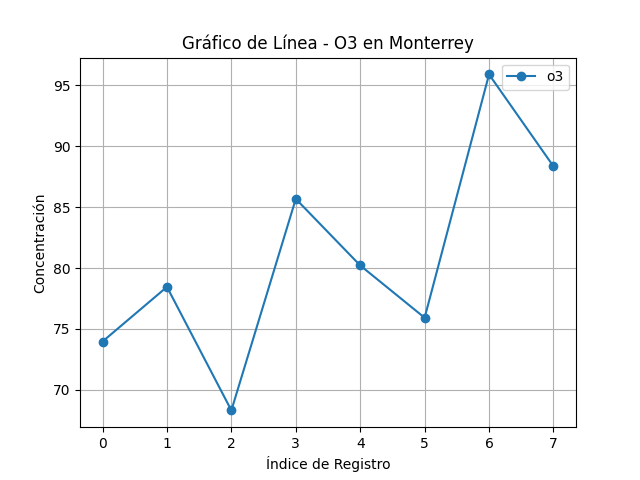 Gráfico de Línea - O3 en Monterrey
o3
95
90
85
80
75
70
Concentración
0 1 2 3 4 5 6 7
Índice de Registro